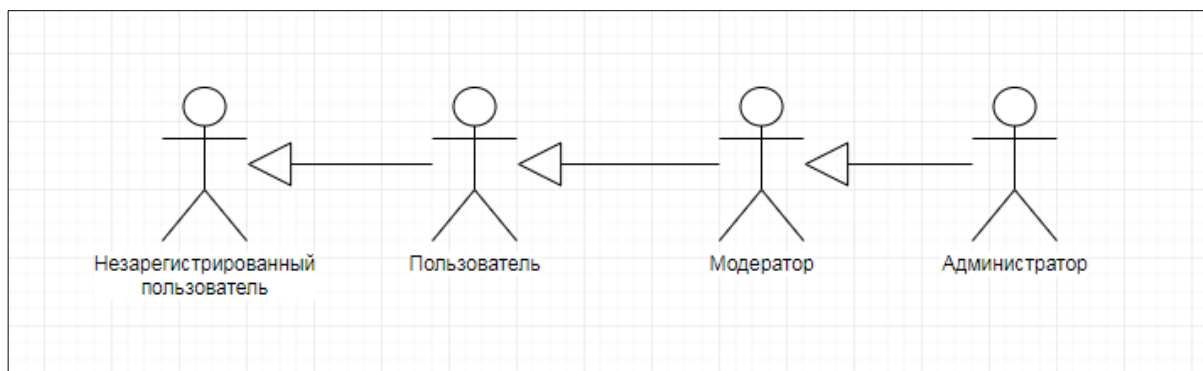 Незарегистрированный
пользователь
Пользователь
Модератор
Администратор